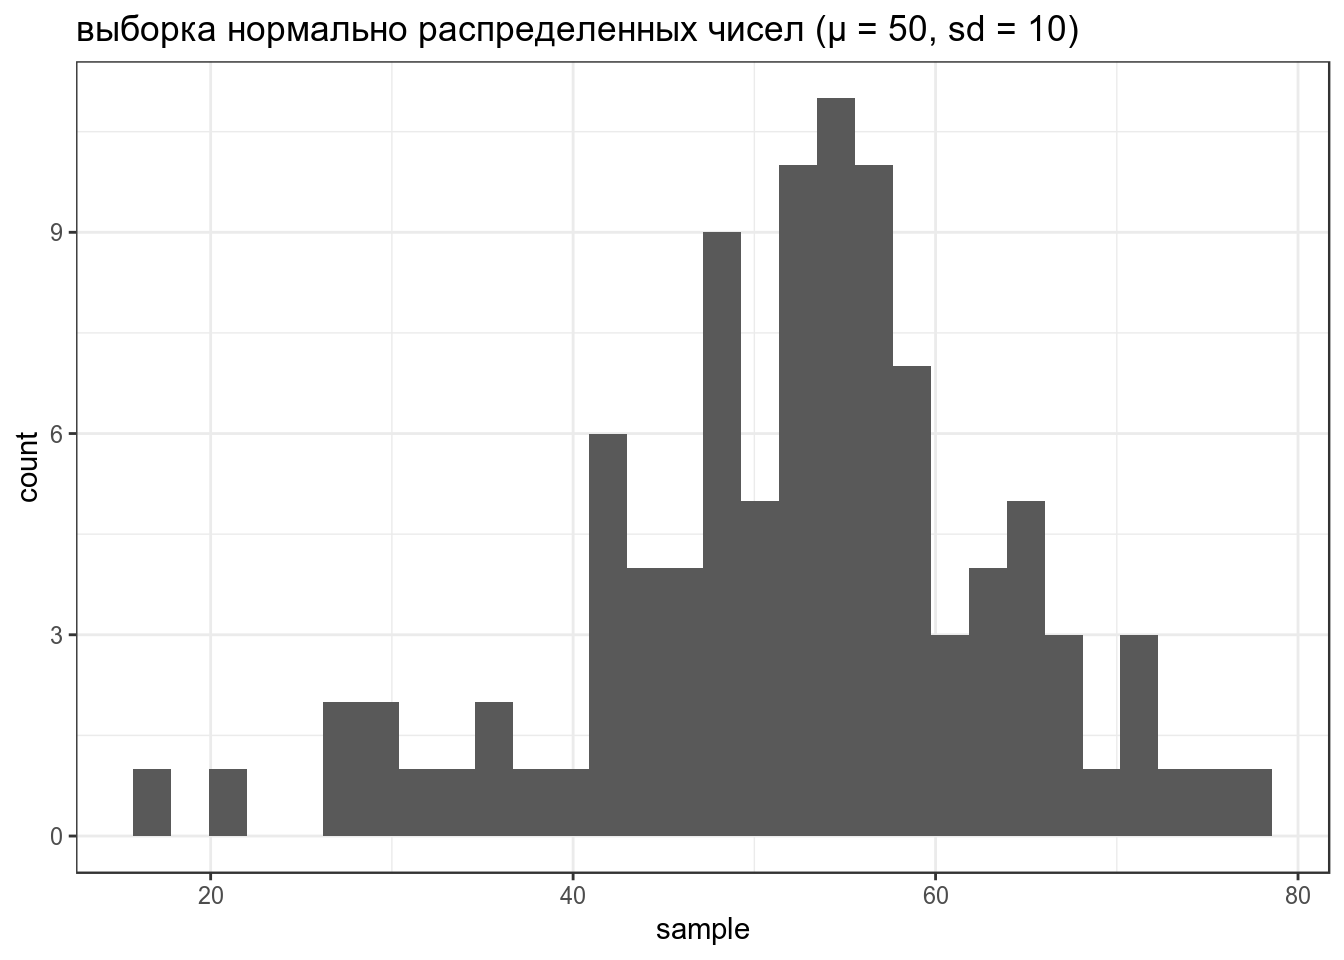 выборка нормально распределенных чисел (μ = 50, sd = 10)
9
6
3
0
count
20 40 60 80
sample